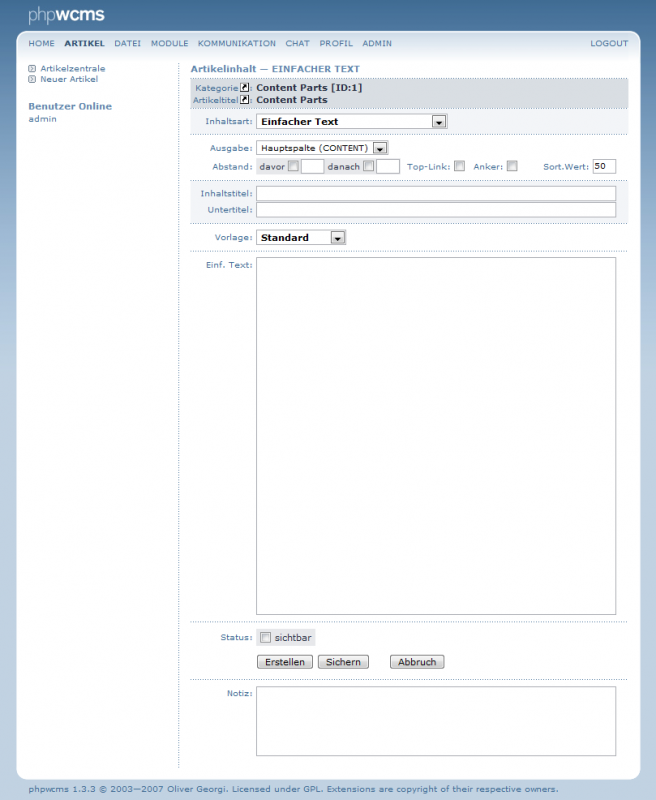 phpwcms
HOME ARTIKEL DATEI MODULE KOMMUNIKATION CHAT PROFIL ADMIN LOGOUT
Artikelzentrale
Neuer Artikel
Benutzer Online
admin
Artikelinhalt — EINFACHER TEXT
Kategorie: Content Parts [ID:1]
Artikeltitel: Content Parts
Inhaltsart: Einfacher Text
Ausgabe: Hauptspalte (CONTENT)
Abstand: davor danach Top-Link: Anker: Sort.Wert: 50
Inhaltstitel:
Untertitel:
Vorlage: Standard
Einf. Text:
Status: sichtbar
Erstellen Sichern Abbruch
Notiz:
phpwcms 1.3.3 © 2003—2007 Oliver Georgi. Licensed under GPL. Extensions are copyright of their respective owners.